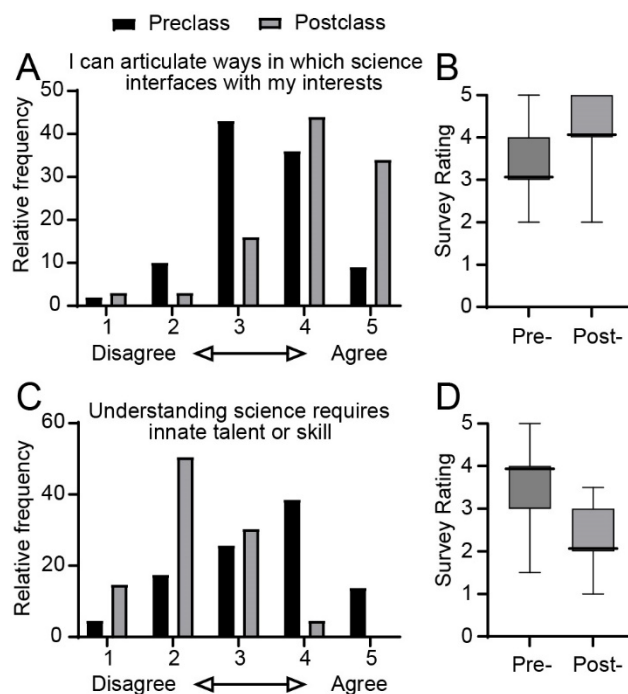 Preclass
Postclass
A
I can articulate ways in which science
interfaces with my interests
Relative frequency
50
40
30
20
10
0
1
2
3
4
5
Disagree
Agree
B
Survey Rating
5
4
3
2
1
0
Pre-
Post-
C
Understanding science requires
innate talent or skill
Relative frequency
60
40
20
0
1
2
3
4
5
Disagree
Agree
D
Survey Rating
5
4
3
2
1
0
Pre-
Post-